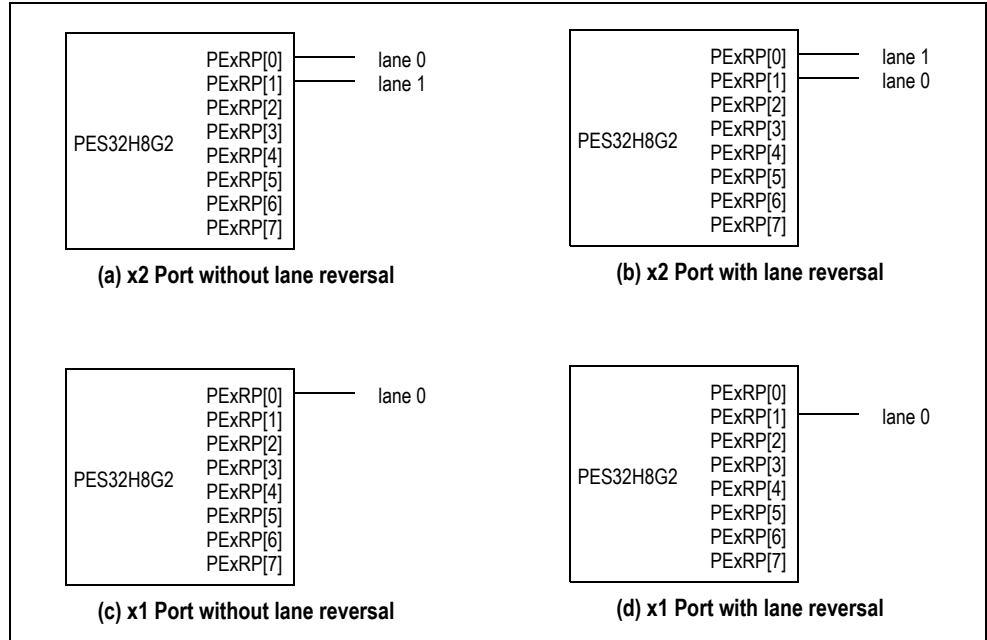 PES32H8G2
PExRP[0]
PExRP[1]
PExRP[2]
PExRP[3]
PExRP[4]
PExRP[5]
PExRP[6]
PExRP[7]
lane 0
lane 1
(a) x2 Port without lane reversal
PES32H8G2
PExRP[0]
PExRP[1]
PExRP[2]
PExRP[3]
PExRP[4]
PExRP[5]
PExRP[6]
PExRP[7]
lane 1
lane 0
(b) x2 Port with lane reversal
PES32H8G2
PExRP[0]
PExRP[1]
PExRP[2]
PExRP[3]
PExRP[4]
PExRP[5]
PExRP[6]
PExRP[7]
lane 0
(c) x1 Port without lane reversal
PES32H8G2
PExRP[0]
PExRP[1]
PExRP[2]
PExRP[3]
PExRP[4]
PExRP[5]
PExRP[6]
PExRP[7]
lane 0
(d) x1 Port with lane reversal